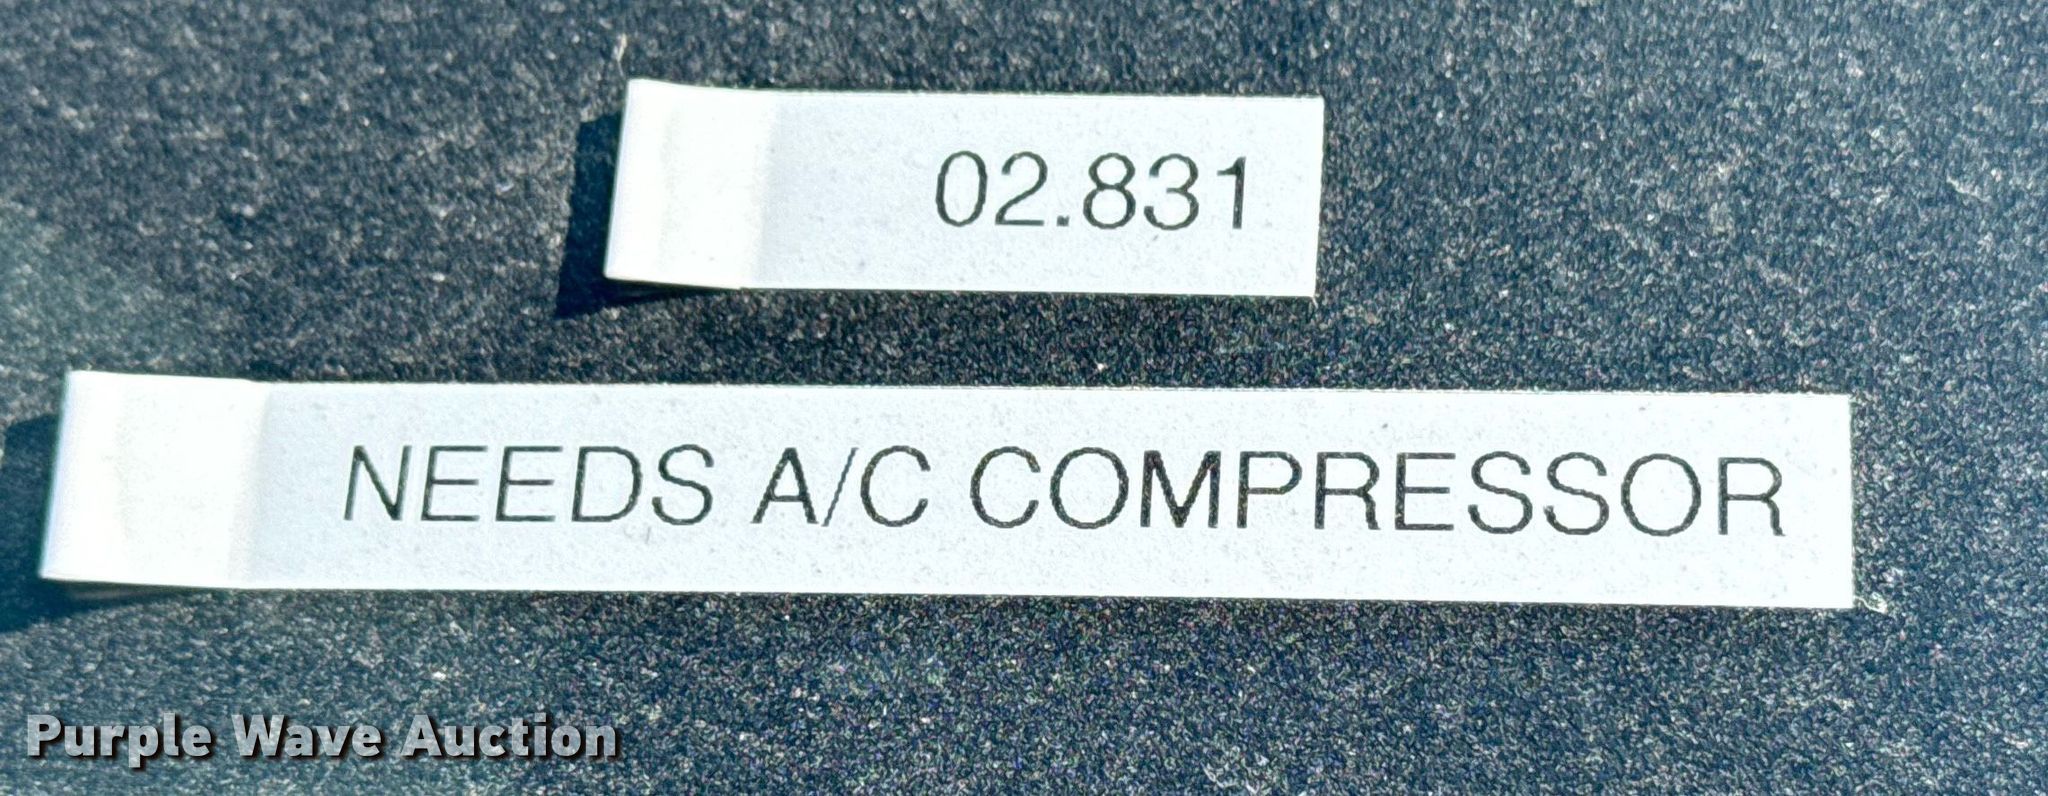 02.831
NEEDS A/C COMPRESSOR
Purple Wave Auction